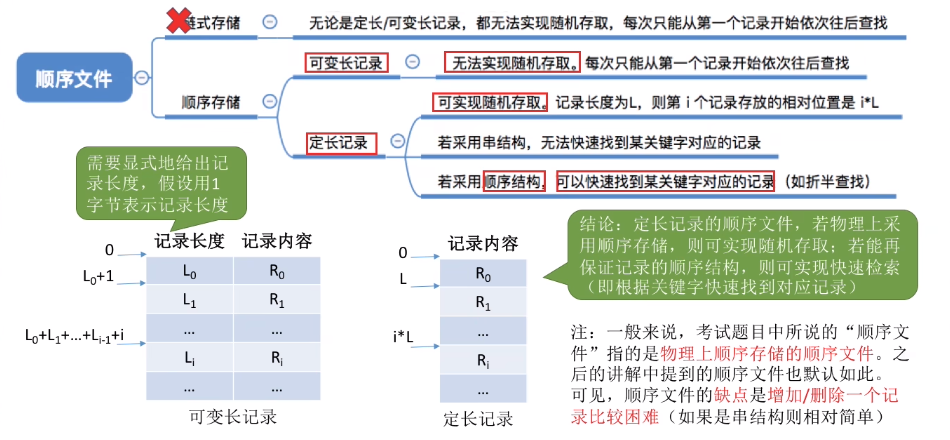 链式存储
无论是定长/可变长记录，都无法实现随机存取，每次只能从第一个记录开始依次往后查找
顺序文件
可变长记录
无法实现随机存取。每次只能从第一个记录开始依次往后查找
顺序存储
可实现随机存取。记录长度为L，则第 i 个记录存放的相对位置是 i*L
定长记录
若采用串结构，无法快速找到某关键字对应的记录
若采用顺序结构，可以快速找到某关键字对应的记录（如折半查找）
需要显式地给出记
录长度，假设用1
字节表示记录长度
记录长度 记录内容
0
L0 R0
L0+1
L1 R1
... ...
L0+L1+...+Li-1+i
Li Ri
... ...
可变长记录
记录内容
0
R0
L
R1
...
i*L
Ri
...
定长记录
结论：定长记录的顺序文件，若物理上采
用顺序存储，则可实现随机存取；若能再
保证记录的顺序结构，则可实现快速检索
（即根据关键字快速找到对应记录）
注：一般来说，考试题目中所说的“顺序文
件”指的是物理上顺序存储的顺序文件。之
后的讲解中提到的顺序文件也默认如此。
可见，顺序文件的缺点是增加/删除一个记
录比较困难（如果是串结构则相对简单）